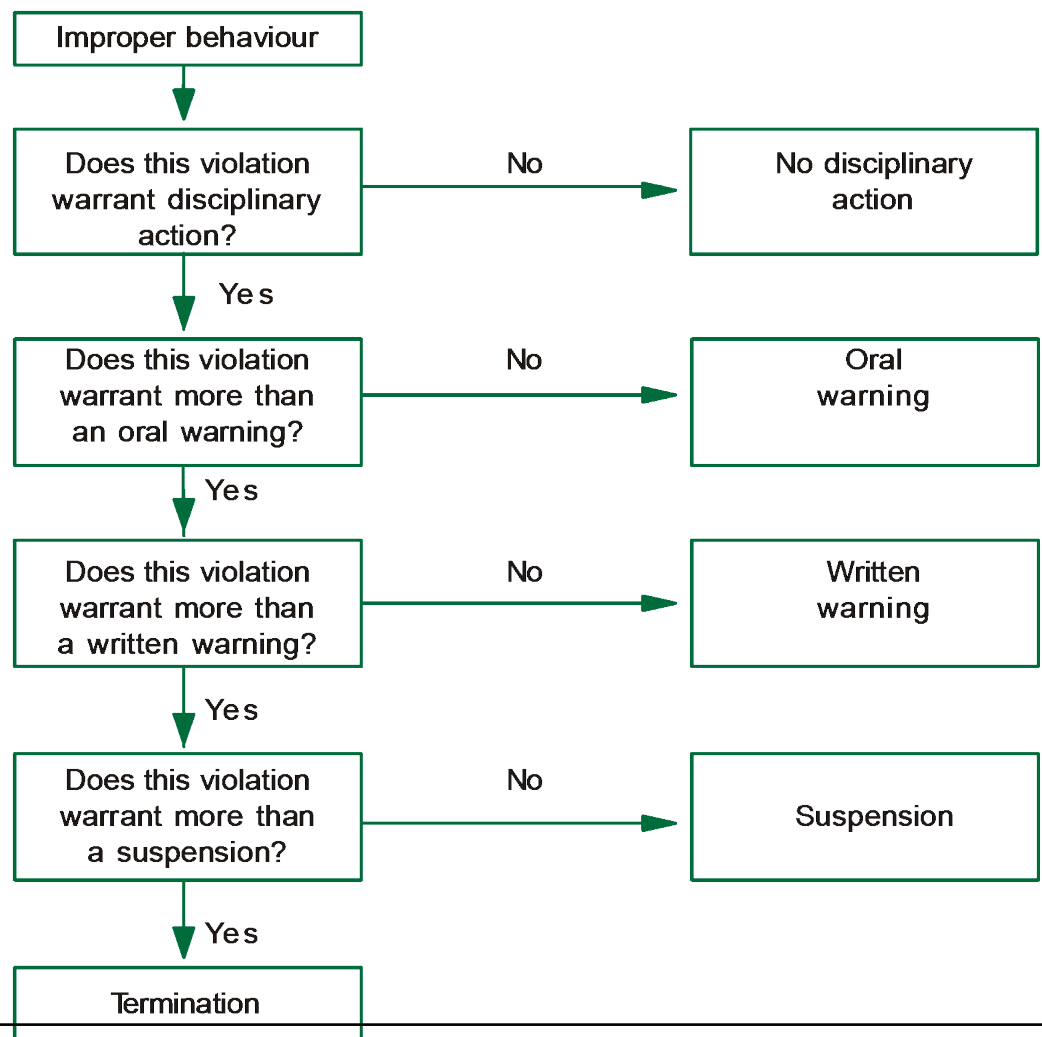 Improper behaviour
Does this violation
warrant disciplinary
action?
No
No disciplinary
action
Yes
Does this violation
warrant more than
an oral warning?
No
Oral
warning
Yes
Does this violation
warrant more than
a written warning?
No
Written
warning
Yes
Does this violation
warrant more than
a suspension?
No
Suspension
Yes
Termination